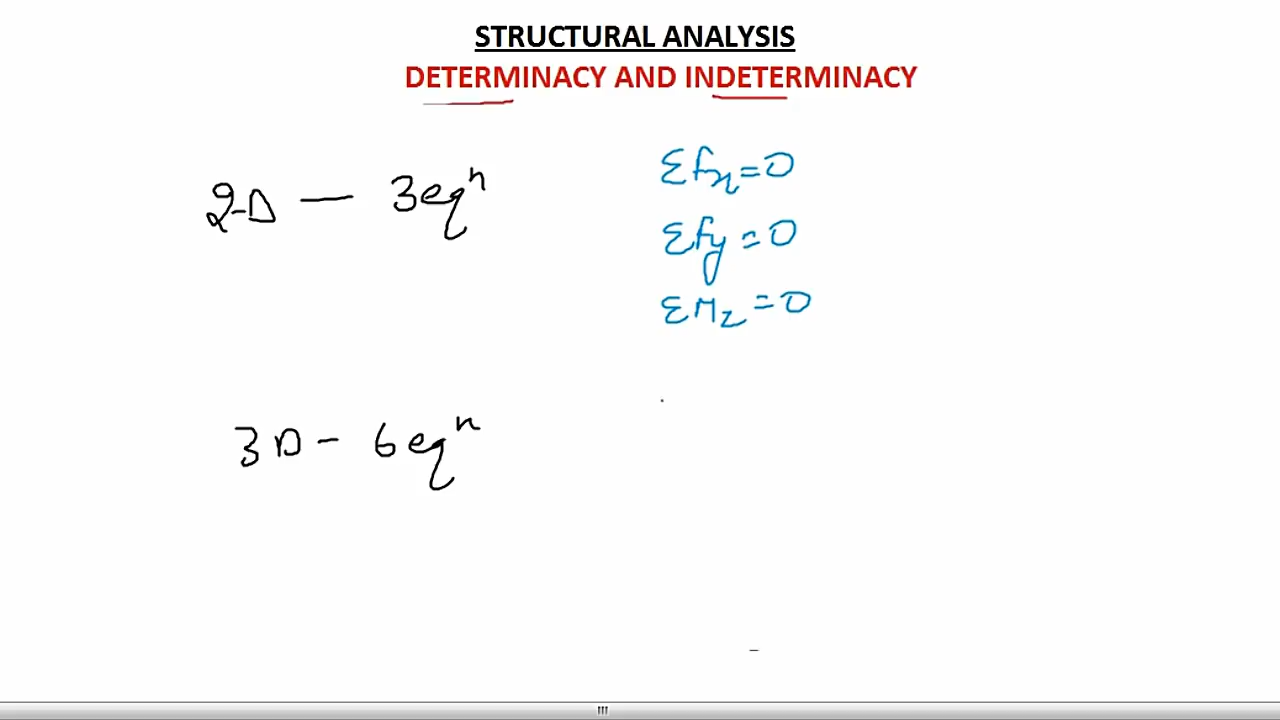 STRUCTURAL ANALYSIS
DETERMINACY AND INDETERMINACY
2-D — 3eqⁿ
Σfx=0
Σfy=0
ΣMz=0
3D - 6eqⁿ